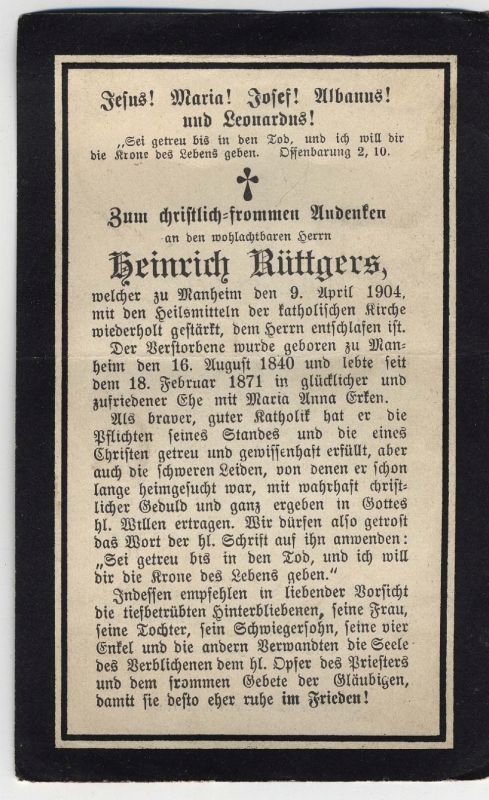 Jesus! Maria! Josef! Albanus!
und Leonardus!
„Sei getreu bis in den Tod, und ich will dir
die Krone des Lebens geben. Offenbarung 2, 10.
Zum christlich-frommen Andenken
an den wohlachtbaren Herrn
Heinrich Rüttgers,
welcher zu Manheim den 9. April 1904,
mit den Heilsmitteln der katholischen Kirche
wiederholt gestärkt, dem Herrn entschlafen ist.
Der Verstorbene wurde geboren zu Man-
heim den 16. August 1840 und lebte seit
dem 18. Februar 1871 in glücklicher und
zufriedener Ehe mit Maria Anna Erken.
Als braver, guter Katholik hat er die
Pflichten seines Standes und die eines
Christen getreu und gewissenhaft erfüllt, aber
auch die schweren Leiden, von denen er schon
lange heimgesucht war, mit wahrhaft christ-
licher Geduld und ganz ergeben in Gottes
hl. Willen ertragen. Wir dürfen also getrost
das Wort der hl. Schrift auf ihn anwenden:
„Sei getreu bis in den Tod, und ich will
dir die Krone des Lebens geben.“
Indessen empfehlen in liebender Vorsicht
die tiefbetrübten Hinterbliebenen, seine Frau,
seine Tochter, sein Schwiegersohn, seine vier
Enkel und die andern Verwandten die Seele
des Verblichenen dem hl. Opfer des Priesters
und dem frommen Gebete der Gläubigen,
damit sie desto eher ruhe im Frieden!